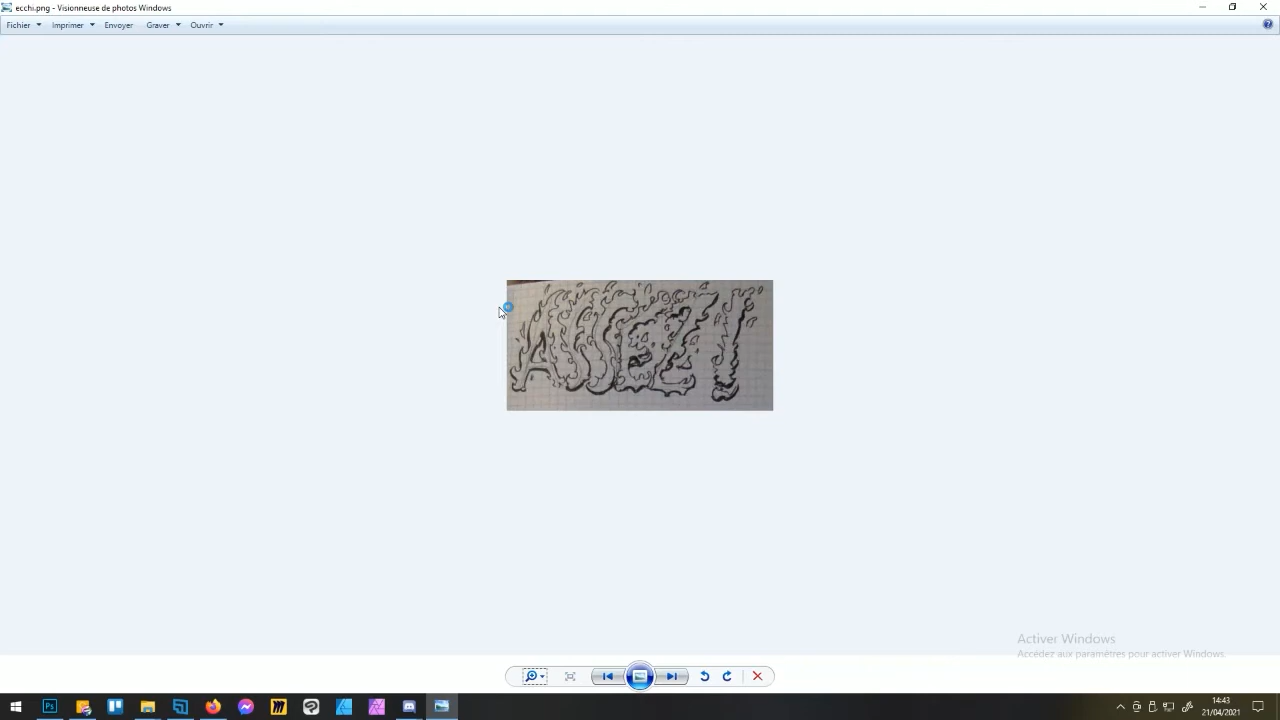 ecchi.png - Visionneuse de photos Windows
Fichier Imprimer Envoyer Graver Ouvrir
ASSEZ!
Activer Windows
Accédez aux paramètres pour activer Windows.
14:43
21/04/2021